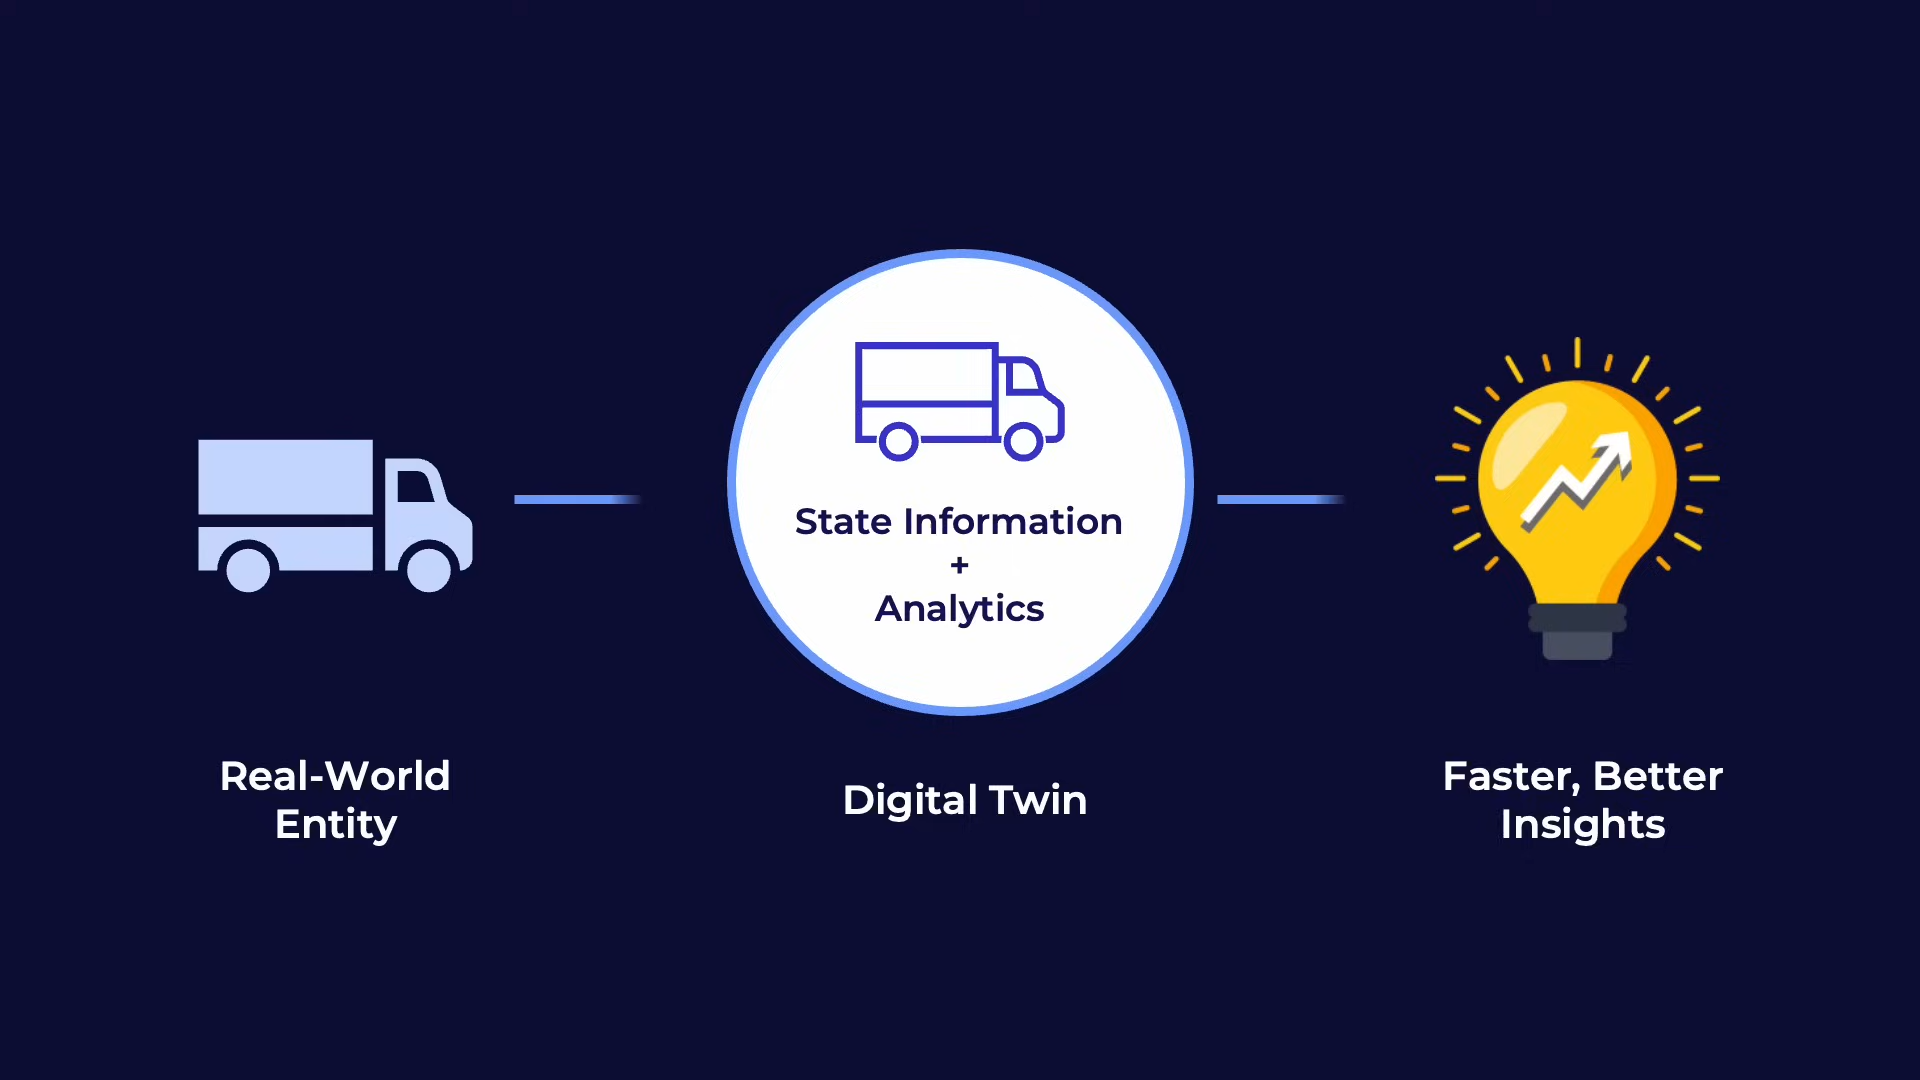 State Information
+
Analytics
Real-World
Entity
Digital Twin
Faster, Better
Insights